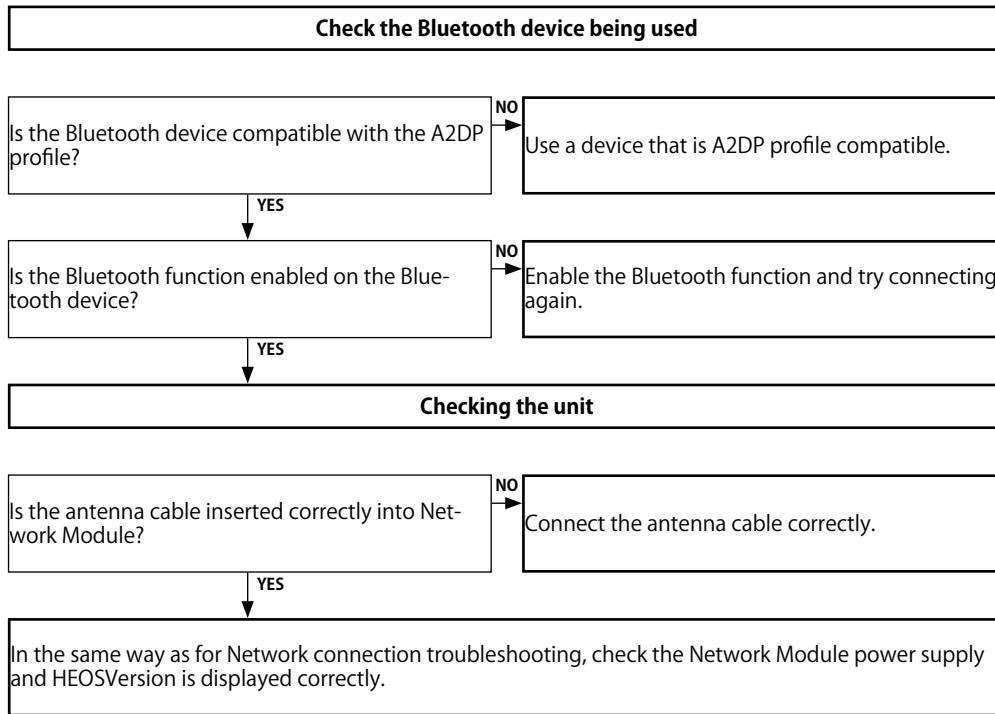 Check the Bluetooth device being used
Is the Bluetooth device compatible with the A2DP
profile?
NO
Use a device that is A2DP profile compatible.
YES
Is the Bluetooth function enabled on the Blue-
tooth device?
NO
Enable the Bluetooth function and try connecting
again.
YES
Checking the unit
Is the antenna cable inserted correctly into Net-
work Module?
NO
Connect the antenna cable correctly.
YES
In the same way as for Network connection troubleshooting, check the Network Module power supply
and HEOSVersion is displayed correctly.